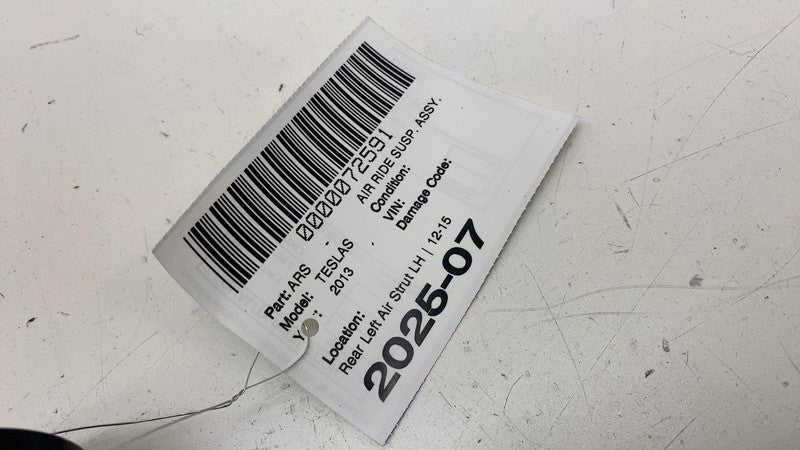 0000072591
Part: ARS - AIR RIDE SUSP. ASSY.
Model: TESLAS Condition:
Y : 2013 VIN:
Damage Code:
Location:
Rear Left Air Strut LH | 12-15
2025-07